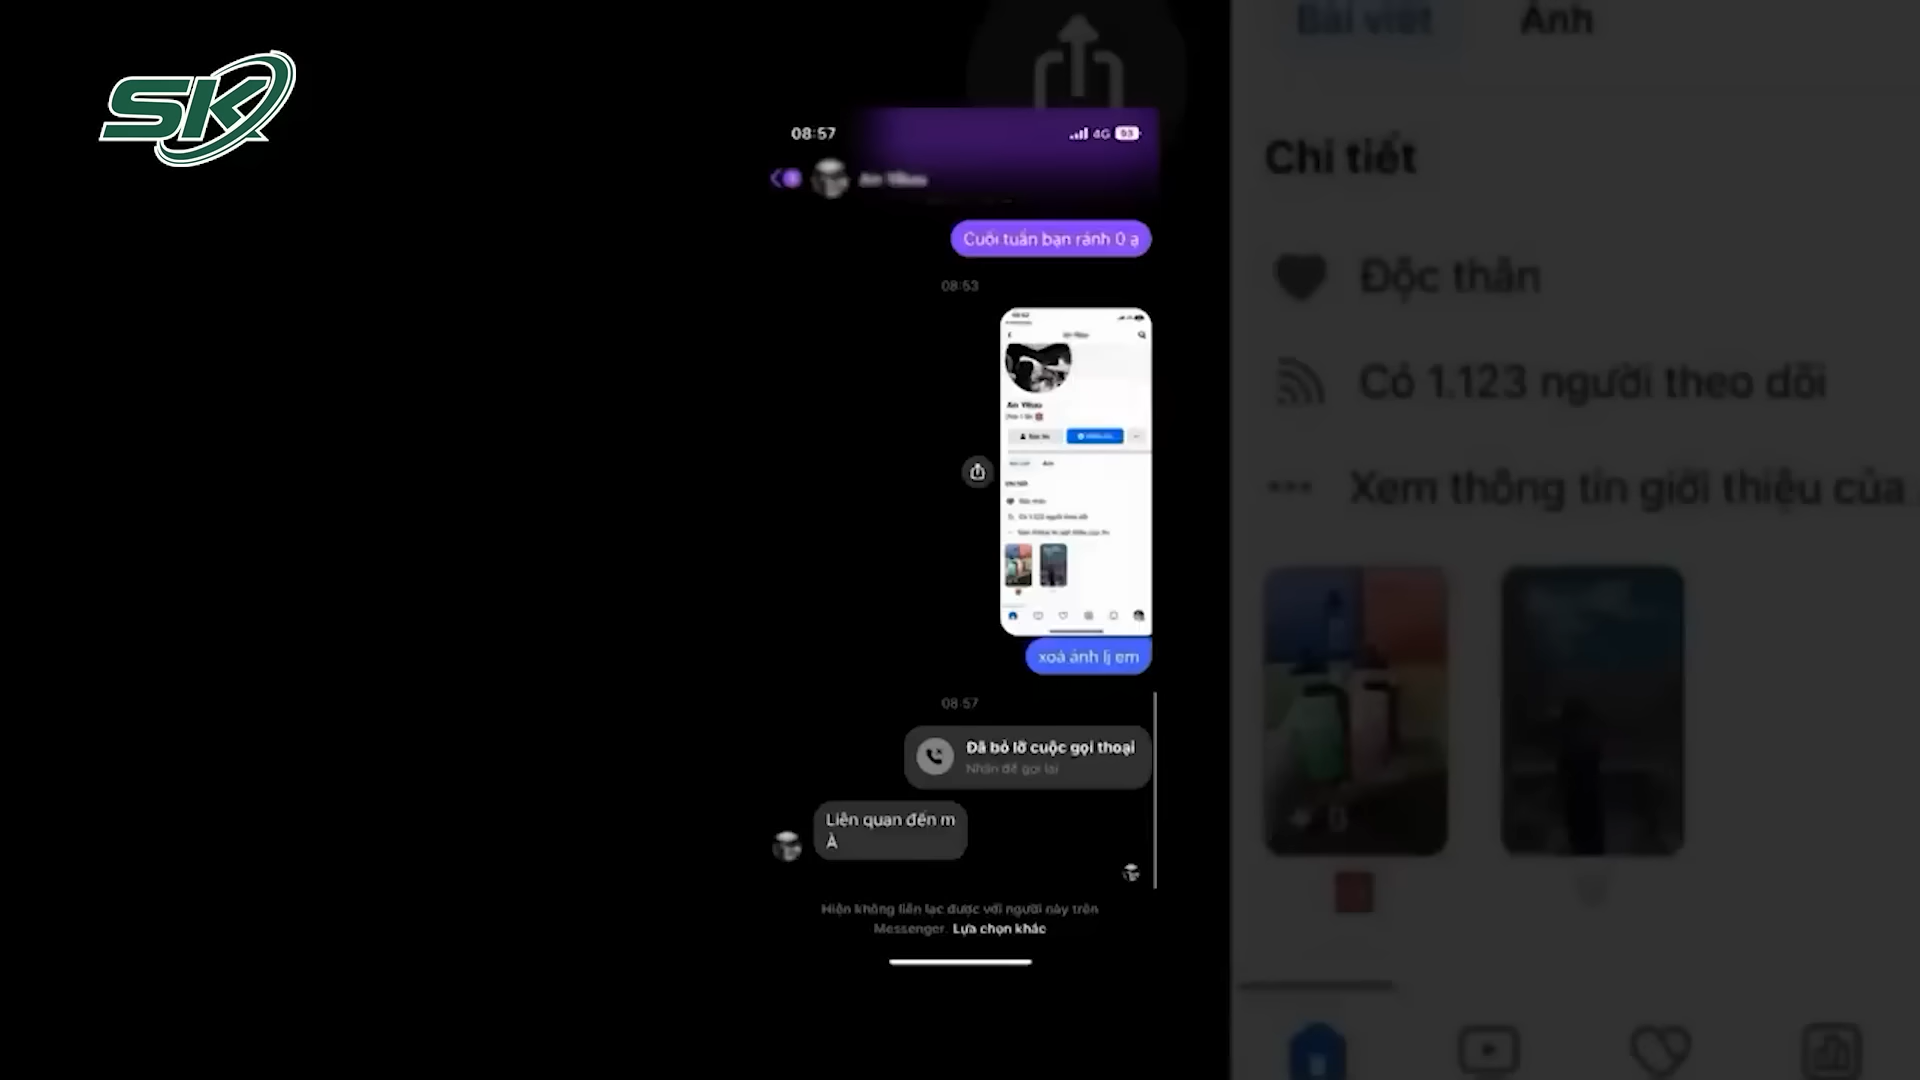 SK
Bài viết
Ảnh
08:57
4G 53
Cuối tuần bạn rảnh 0 ạ
08:53
xoá ảnh lj em
08:57
Đã bỏ lỡ cuộc gọi thoại
Nhấn để gọi lại
Liên quan đến m
À
Hiện không liên lạc được với người này trên
Messenger. Lựa chọn khác
Chi tiết
Độc thân
Có 1.123 người theo dõi
Xem thông tin giới thiệu của